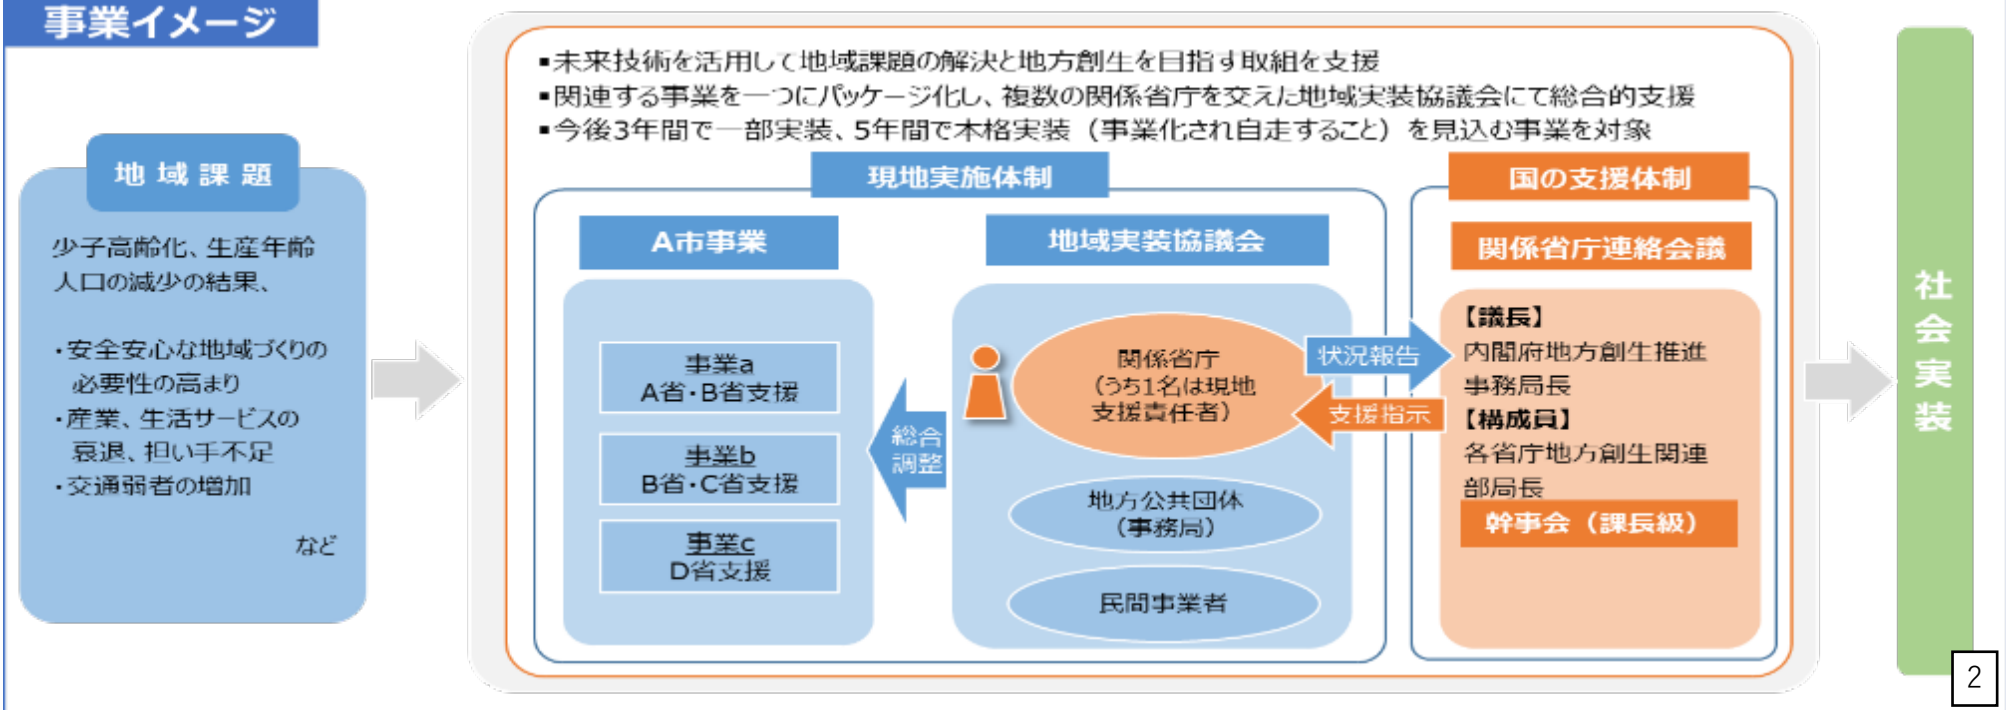 事業イメージ
地域課題
少子高齢化、生産年齢
人口の減少の結果、
・安全安心な地域づくりの
必要性の高まり
・産業、生活サービスの
衰退、担い手不足
・交通弱者の増加
など
▪未来技術を活用して地域課題の解決と地方創生を目指す取組を支援
▪関連する事業を一つにパッケージ化し、複数の関係省庁を交えた地域実装協議会にて総合的支援
▪今後3年間で一部実装、5年間で本格実装（事業化され自走すること）を見込む事業を対象
現地実施体制
A市事業
事業a
A省・B省支援
事業b
B省・C省支援
事業c
D省支援
総合
調整
地域実装協議会
関係省庁
（うち1名は現地
支援責任者）
地方公共団体
（事務局）
民間事業者
状況報告
支援指示
国の支援体制
関係省庁連絡会議
【議長】
内閣府地方創生推進
事務局長
【構成員】
各省庁地方創生関連
部局長
幹事会（課長級）
社会実装
2